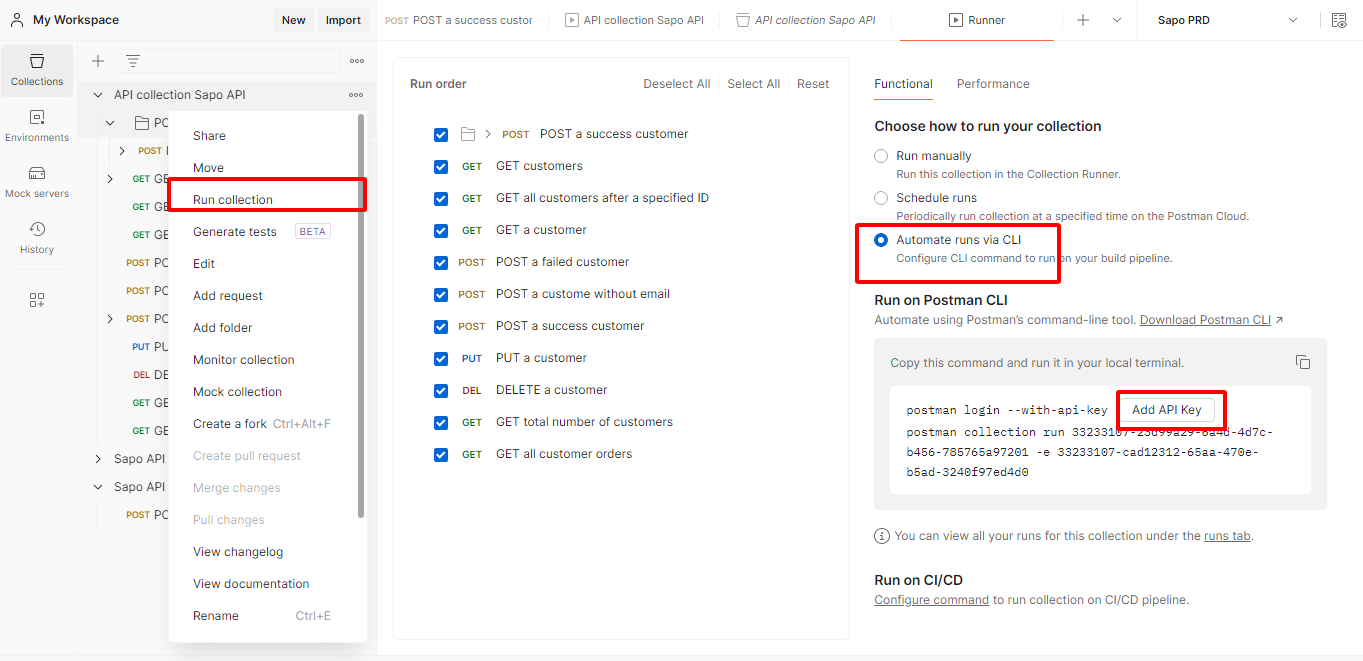 My Workspace
New
Import
POST POST a success custor
API collection Sapo API
API collection Sapo API
Runner
Sapo PRD
Collections
Environments
Mock servers
History
API collection Sapo API
PO
POST
GET GE
GET GE
GET GE
POST PO
POST PO
POST PO
PUT PU
DEL DE
GET GE
GET GE
Sapo API
Sapo API
POST PO
Share
Move
Run collection
Generate tests BETA
Edit
Add request
Add folder
Monitor collection
Mock collection
Create a fork Ctrl+Alt+F
Create pull request
Merge changes
Pull changes
View changelog
View documentation
Rename Ctrl+E
Run order
Deselect All
Select All
Reset
POST POST a success customer
GET GET customers
GET GET all customers after a specified ID
GET GET a customer
POST POST a failed customer
POST POST a custome without email
POST POST a success customer
PUT PUT a customer
DEL DELETE a customer
GET GET total number of customers
GET GET all customer orders
Functional
Performance
Choose how to run your collection
Run manually
Run this collection in the Collection Runner.
Schedule runs
Periodically run collection at a specified time on the Postman Cloud.
Automate runs via CLI
Configure CLI command to run on your build pipeline.
Run on Postman CLI
Automate using Postman's command-line tool. Download Postman CLI ↗
Copy this command and run it in your local terminal.
postman login --with-api-key Add API Key
postman collection run 33233107-23d99a29-6a4d-4d7c-
b456-785765a97201 -e 33233107-cad12312-65aa-470e-
b5ad-3240f97ed4d0
You can view all your runs for this collection under the runs tab.
Run on CI/CD
Configure command to run collection on CI/CD pipeline.